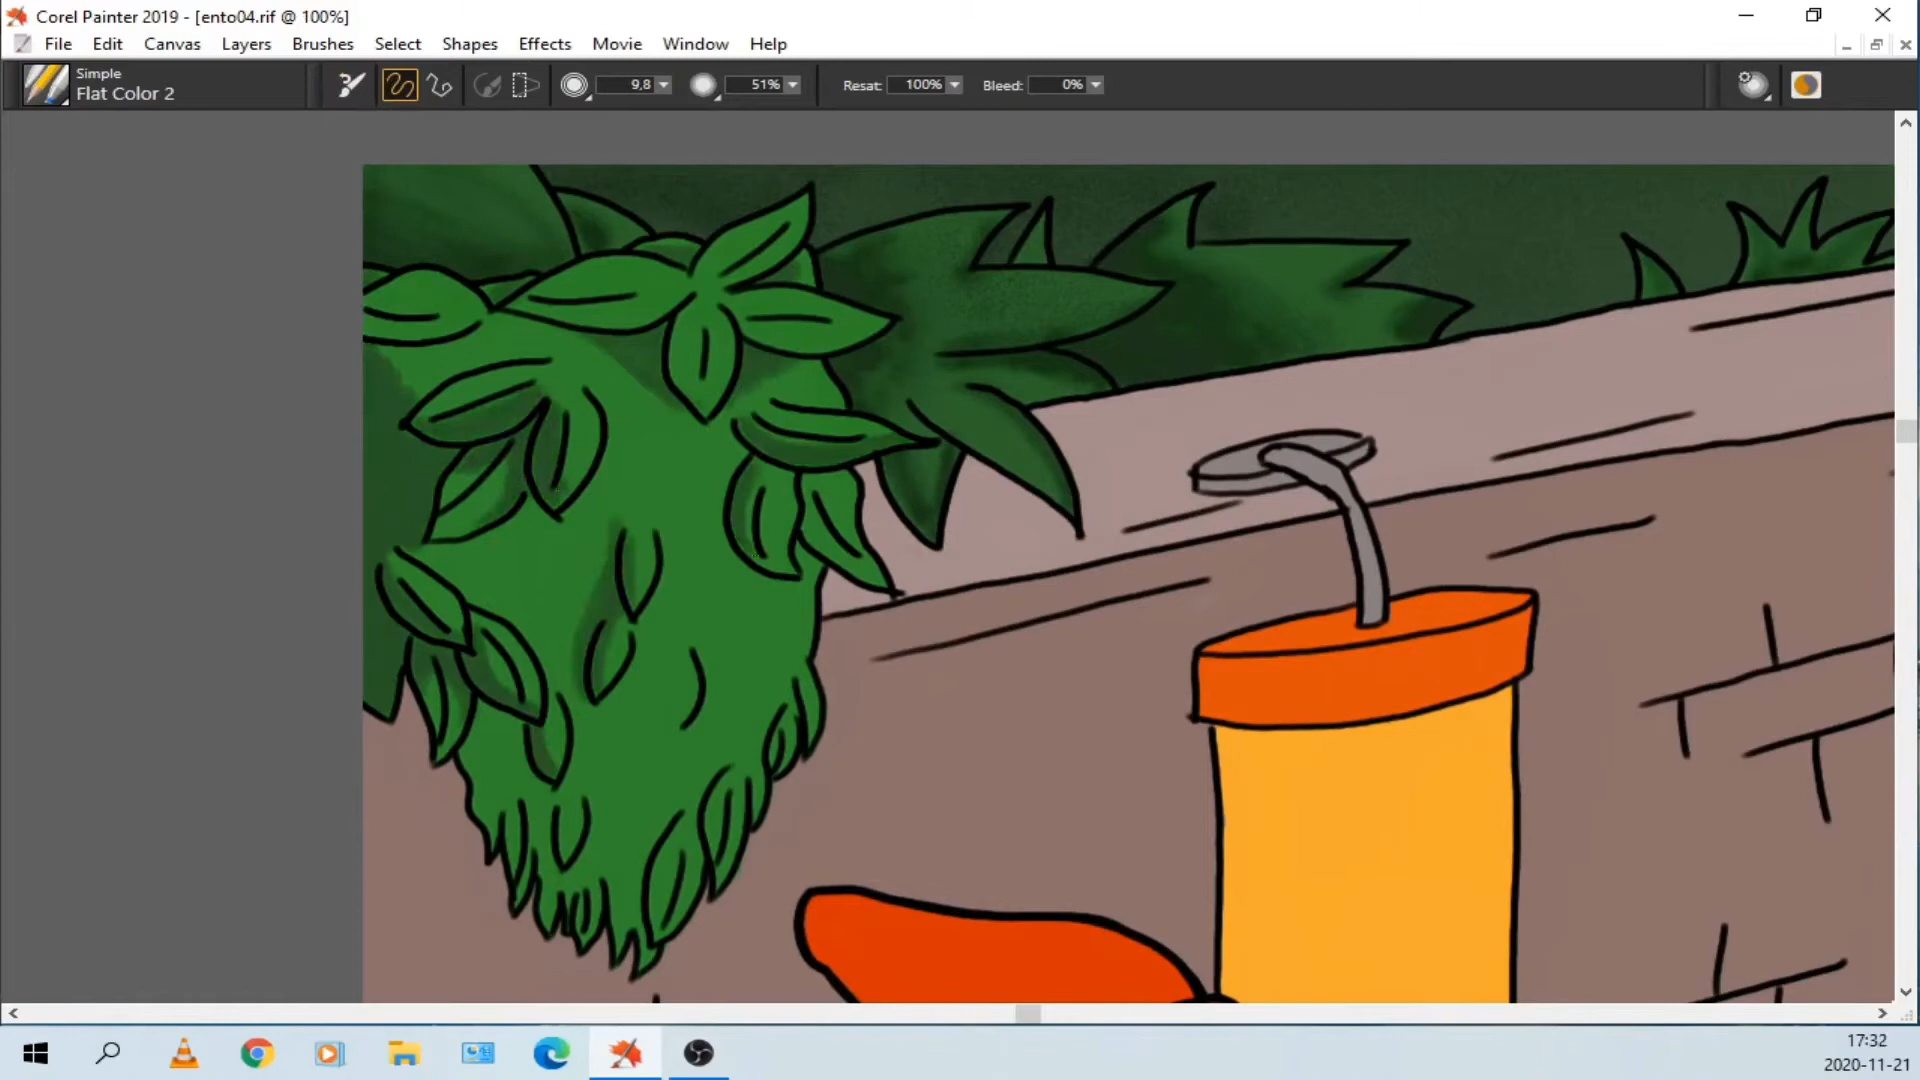 Corel Painter 2019 - [ento04.rif @ 100%]
File Edit Canvas Layers Brushes Select Shapes Effects Movie Window Help
Simple
Flat Color 2
9,8
51%
Resat: 100%
Bleed: 0%
17:32
2020-11-21